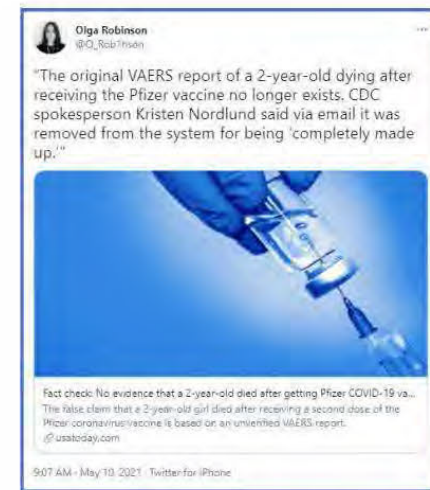 Olga Robinson
@O_Rob1nson
"The original VAERS report of a 2-year-old dying after
receiving the Pfizer vaccine no longer exists. CDC
spokesperson Kristen Nordlund said via email it was
removed from the system for being 'completely made
up.'"
Fact check: No evidence that a 2-year-old died after getting Pfizer COVID-19 va...
The false claim that a 2-year-old girl died after receiving a second dose of the
Pfizer coronavirus vaccine is based on an unverified VAERS report.
usatoday.com
9:07 AM · May 10, 2021 · Twitter for iPhone